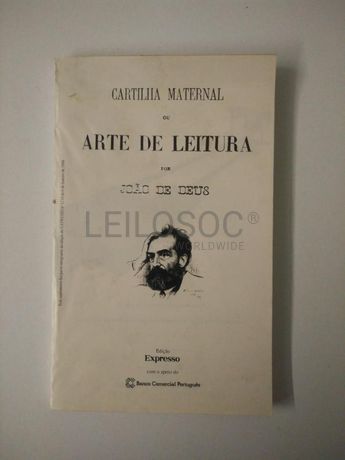 CARTILHA MATERNAL
OU
ARTE DE LEITURA
POR
JOÃO DE DEUS
LEILOSOC®
WORLDWIDE
Edição
Expresso
com o apoio do
Banco Comercial Português